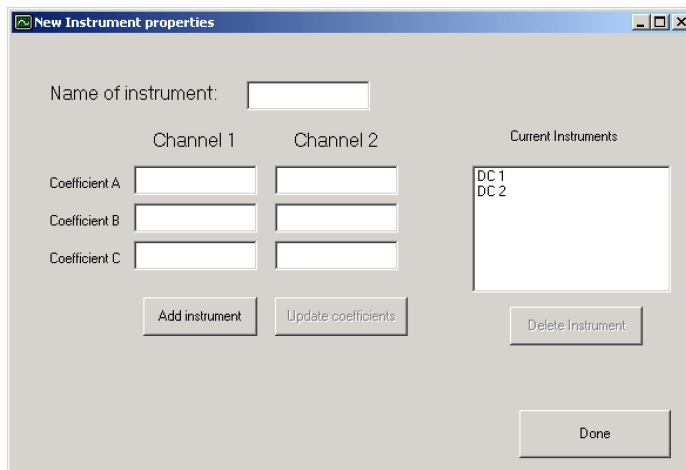 New Instrument properties
Name of instrument:
Channel 1 Channel 2
Current Instruments
Coefficient A
DC 1
DC 2
Coefficient B
Coefficient C
Add instrument Update coefficients
Delete Instrument
Done